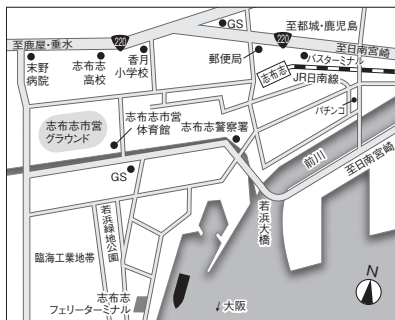 GS
至都城・鹿児島
至鹿屋・垂水
220
香月
小学校
郵便局
220
至日南宮崎
末野
病院
志布志
高校
バスターミナル
志布志
JR日南線
パチンコ
志布志市営
グラウンド
志布志市営
体育館
志布志警察署
前川
至日南宮崎
GS
若浜大橋
若浜緑地公園
臨海工業地帯
志布志
フェリーターミナル
大阪
N